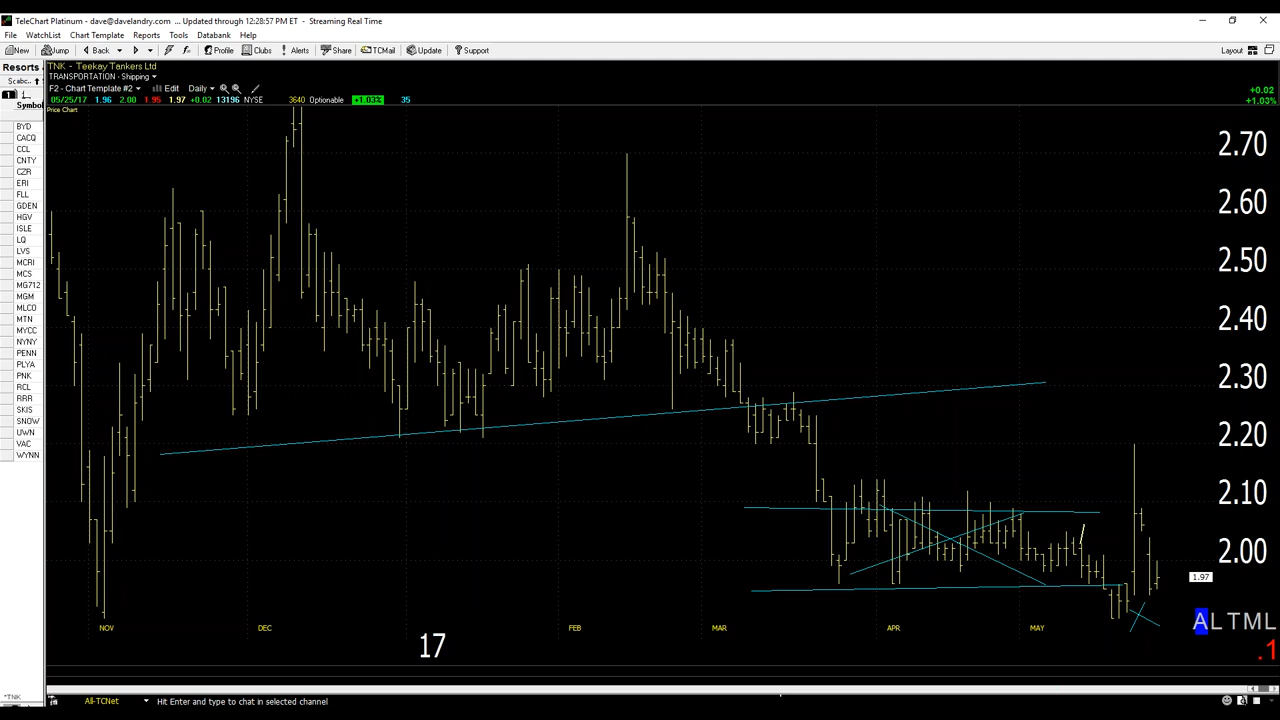 TeleChart Platinum - dave@davelandry.com ... Updated through 12:28:57 PM ET - Streaming Real Time
File WatchList Chart Template Reports Tools Databank Help
New Jump Back Profile Clubs Alerts Share TCMail Update Support Layout
Resorts
TNK - Teekay Tankers Ltd
TRANSPORTATION - Shipping
F2 - Chart Template #2 Edit Daily
05/25/17 1.96 2.00 1.95 1.97 +0.02 13196 NYSE 3640 Optionable +1.03% 35
+0.02
+1.03%
Price Chart
1
Symbol
BYD
CACQ
CCL
CNTY
CZR
ERI
FLL
GDEN
HGV
ISLE
LQ
LVS
MCRI
MCS
MG712
MGM
MLCO
MTN
MYCC
NYNY
PENN
PLYA
PNK
RCL
RRR
SKIS
SNOW
UWN
VAC
WYNN
2.70
2.60
2.50
2.40
2.30
2.20
2.10
2.00
1.97
ALTML
.1
NOV DEC 17 FEB MAR APR MAY
*TNK
All-TCNet Hit Enter and type to chat in selected channel